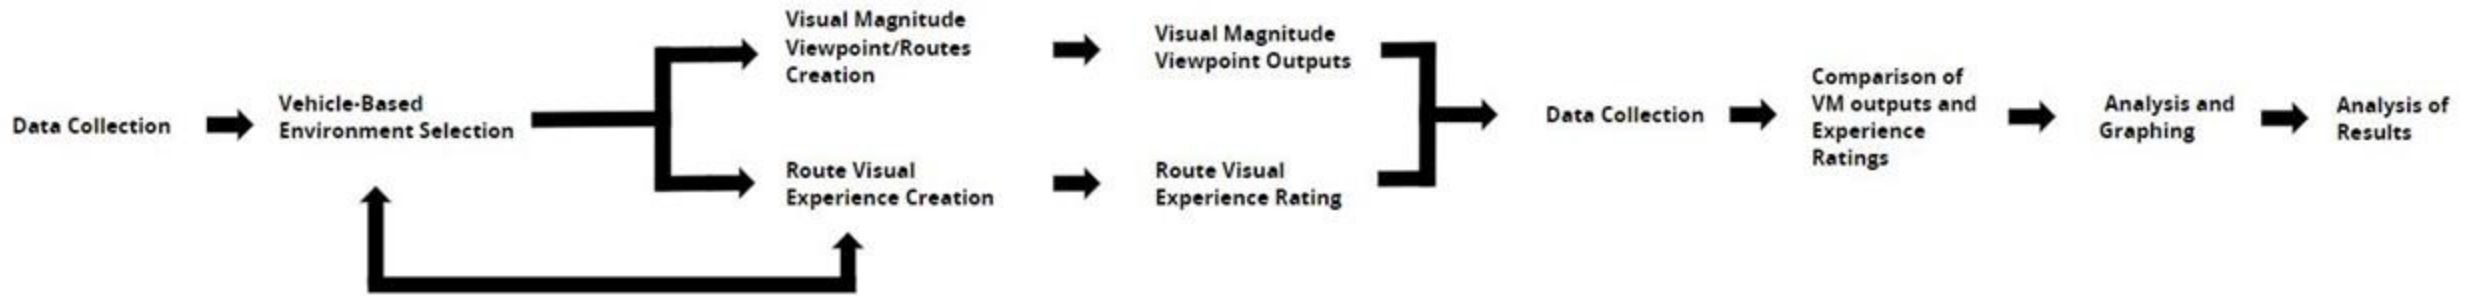 Data Collection
Vehicle-Based
Environment Selection
Visual Magnitude
Viewpoint/Routes
Creation
Route Visual
Experience Creation
Visual Magnitude
Viewpoint Outputs
Route Visual
Experience Rating
Data Collection
Comparison of
VM outputs and
Experience
Ratings
Analysis and
Graphing
Analysis of
Results